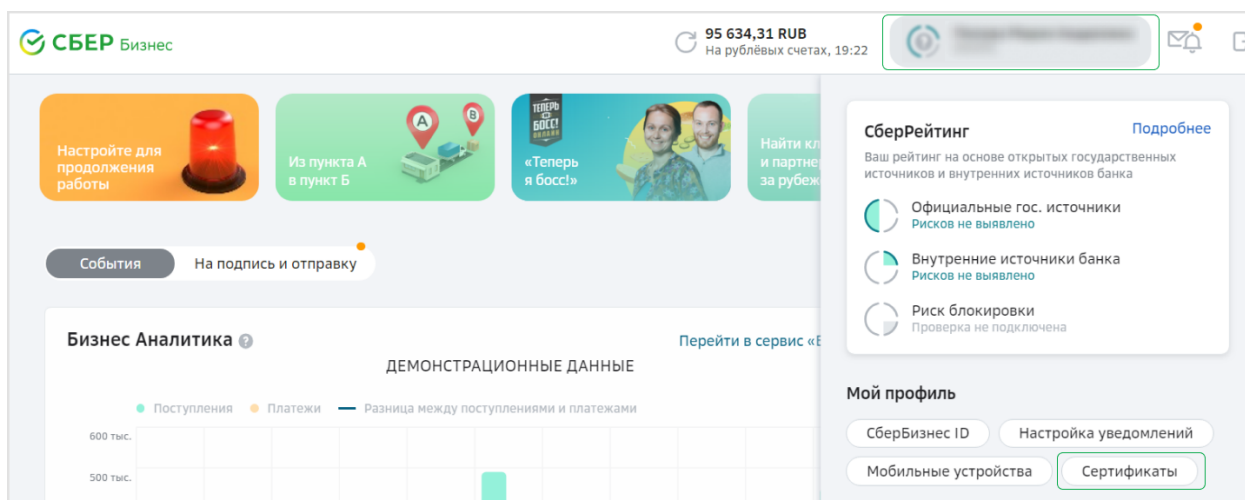 СБЕР Бизнес
95 634,31 RUB
На рублёвых счетах, 19:22
Настройте для
продолжения
работы
A
B
Из пункта А
в пункт Б
ТЕПЕРЬ
Я
БОСС!
ОНЛАЙН
«Теперь
я босс!»
Найти кл
и партне
за рубеж
События
На подпись и отправку
Бизнес Аналитика ?
Перейти в сервис «Б
ДЕМОНСТРАЦИОННЫЕ ДАННЫЕ
Поступления Платежи Разница между поступлениями и платежами
600 тыс.
500 тыс.
СберРейтинг
Подробнее
Ваш рейтинг на основе открытых государственных
источников и внутренних источников банка
Официальные гос. источники
Рисков не выявлено
Внутренние источники банка
Рисков не выявлено
Риск блокировки
Проверка не подключена
Мой профиль
СберБизнес ID
Настройка уведомлений
Мобильные устройства
Сертификаты